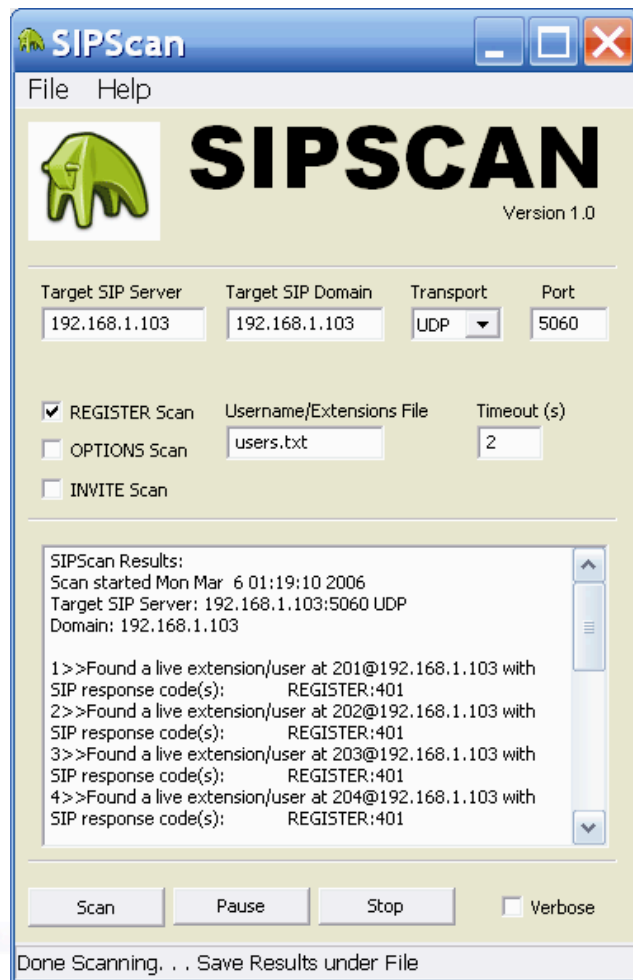 SIPScan
File Help
SIPSCAN
Version 1.0
Target SIP Server Target SIP Domain Transport Port
192.168.1.103 192.168.1.103 UDP 5060
REGISTER Scan Username/Extensions File Timeout (s)
OPTIONS Scan users.txt 2
INVITE Scan
SIPScan Results:
Scan started Mon Mar 6 01:19:10 2006
Target SIP Server: 192.168.1.103:5060 UDP
Domain: 192.168.1.103
1>>Found a live extension/user at 201@192.168.1.103 with
SIP response code(s): REGISTER:401
2>>Found a live extension/user at 202@192.168.1.103 with
SIP response code(s): REGISTER:401
3>>Found a live extension/user at 203@192.168.1.103 with
SIP response code(s): REGISTER:401
4>>Found a live extension/user at 204@192.168.1.103 with
SIP response code(s): REGISTER:401
Scan Pause Stop Verbose
Done Scanning. . . Save Results under File